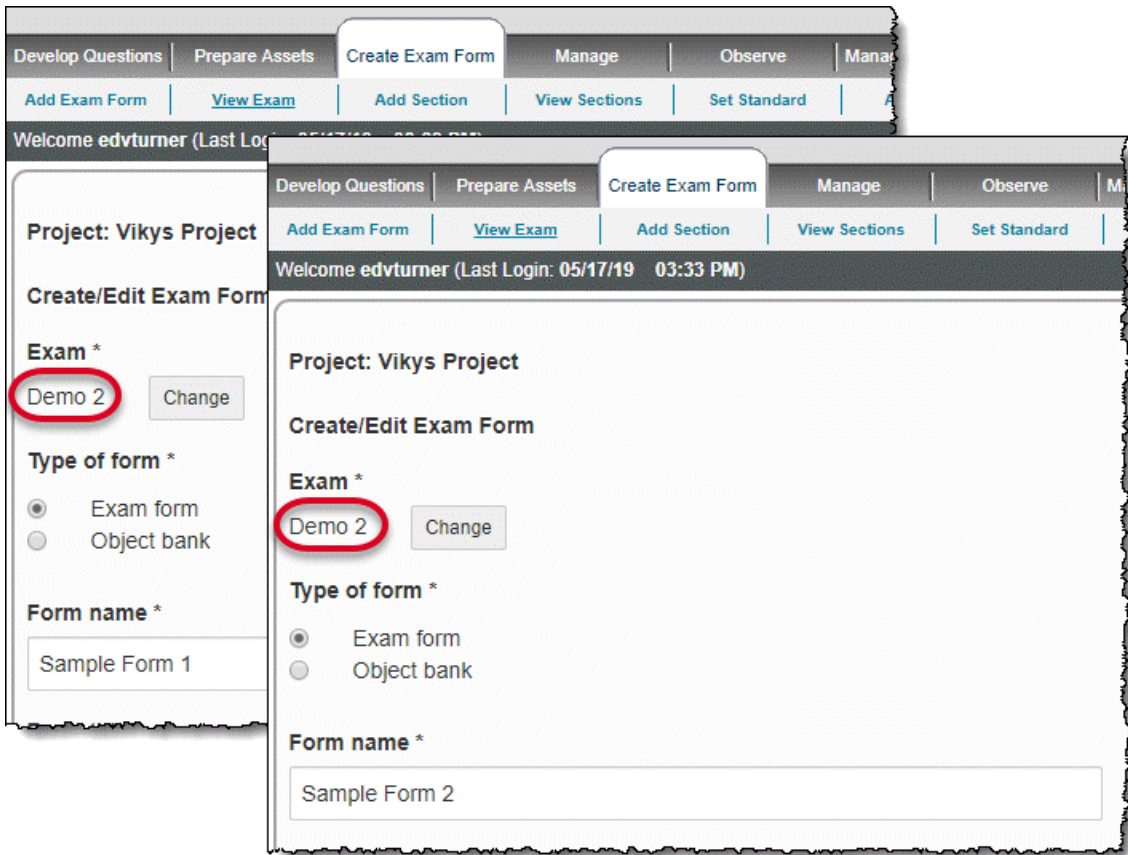 Develop Questions Prepare Assets Create Exam Form Manage Observe
Add Exam Form View Exam Add Section View Sections Set Standard
Welcome edvturner (Last
Project: Vikys Project
Create/Edit Exam Form
Exam *
Demo 2 Change
Type of form *
Exam form
Object bank
Form name *
Sample Form 1
Develop Questions Prepare Assets Create Exam Form Manage Observe
Add Exam Form View Exam Add Section View Sections Set Standard
Welcome edvturner (Last Login: 05/17/19 03:33 PM)
Project: Vikys Project
Create/Edit Exam Form
Exam *
Demo 2 Change
Type of form *
Exam form
Object bank
Form name *
Sample Form 2